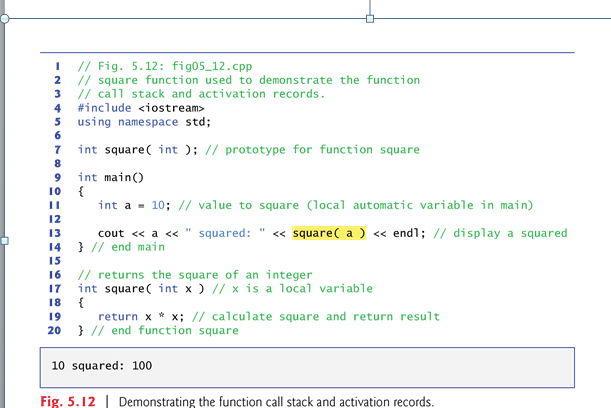 1 // Fig. 5.12: fig05_12.cpp
2 // square function used to demonstrate the function
3 // call stack and activation records.
4 #include <iostream>
5 using namespace std;
6
7 int square( int ); // prototype for function square
8
9 int main()
10 {
11    int a = 10; // value to square (local automatic variable in main)
12
13    cout << a << " squared: " << square( a ) << endl; // display a squared
14 } // end main
15
16 // returns the square of an integer
17 int square( int x ) // x is a local variable
18 {
19    return x * x; // calculate square and return result
20 } // end function square
10 squared: 100
Fig. 5.12 | Demonstrating the function call stack and activation records.